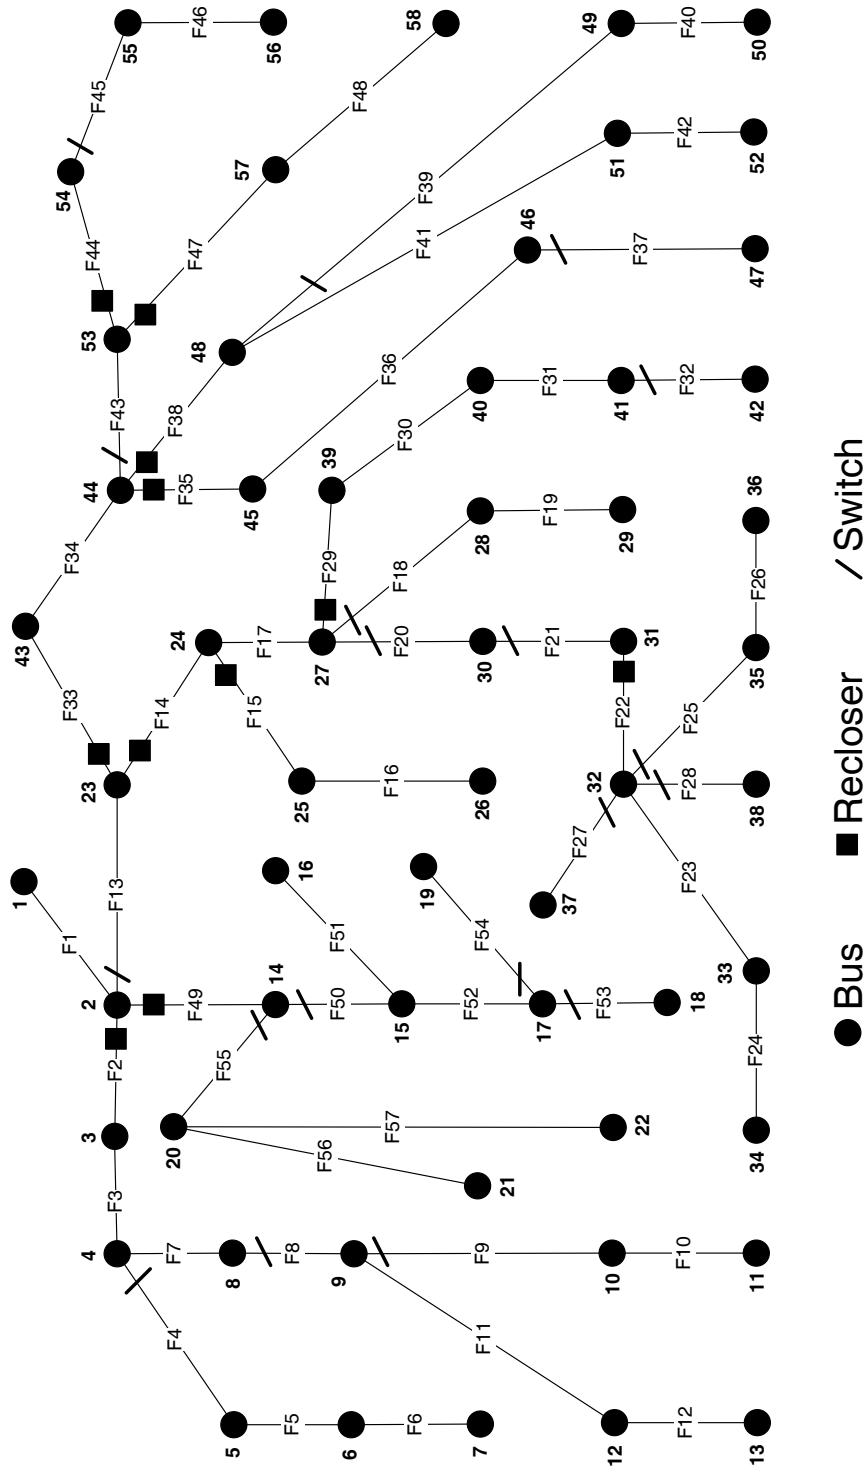 1
2
3
4
5
6
7
8
9
10
11
12
13
14
15
16
17
18
19
20
21
22
23
24
25
26
27
28
29
30
31
32
33
34
35
36
37
38
39
40
41
42
43
44
45
46
47
48
49
50
51
52
53
54
55
56
57
58
F1
F2
F3
F4
F5
F6
F7
F8
F9
F10
F11
F12
F13
F14
F15
F16
F17
F18
F19
F20
F21
F22
F23
F24
F25
F26
F27
F28
F29
F30
F31
F32
F33
F34
F35
F36
F37
F38
F39
F40
F41
F42
F43
F44
F45
F46
F47
F48
F49
F50
F51
F52
F53
F54
F55
F56
F57
Bus
Recloser
Switch